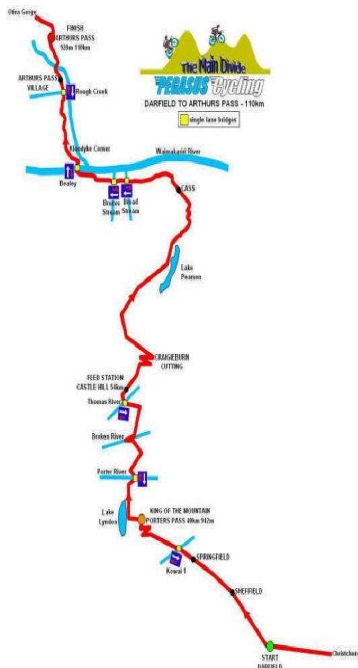 Otira Gorge
FINISH
ARTHURS PASS
920m 110km
The Main Divide
PEGASUS Cycling
DARFIELD TO ARTHURS PASS - 110km
single lane bridges
ARTHURS PASS
VILLAGE
Rough Creek
Klondyke Corner
Waimakariri River
Bealey
Bruces
Stream
Broad
Stream
CASS
Lake
Pearson
CRAIGIEBURN
CUTTING
FEED STATION
CASTLE HILL 54km
Thomas River
Broken River
Porter River
Lake
Lyndon
KING OF THE MOUNTAIN
PORTERS PASS 40km 942m
Kowai 1
SPRINGFIELD
SHEFFIELD
START
DARFIELD
Christchurch